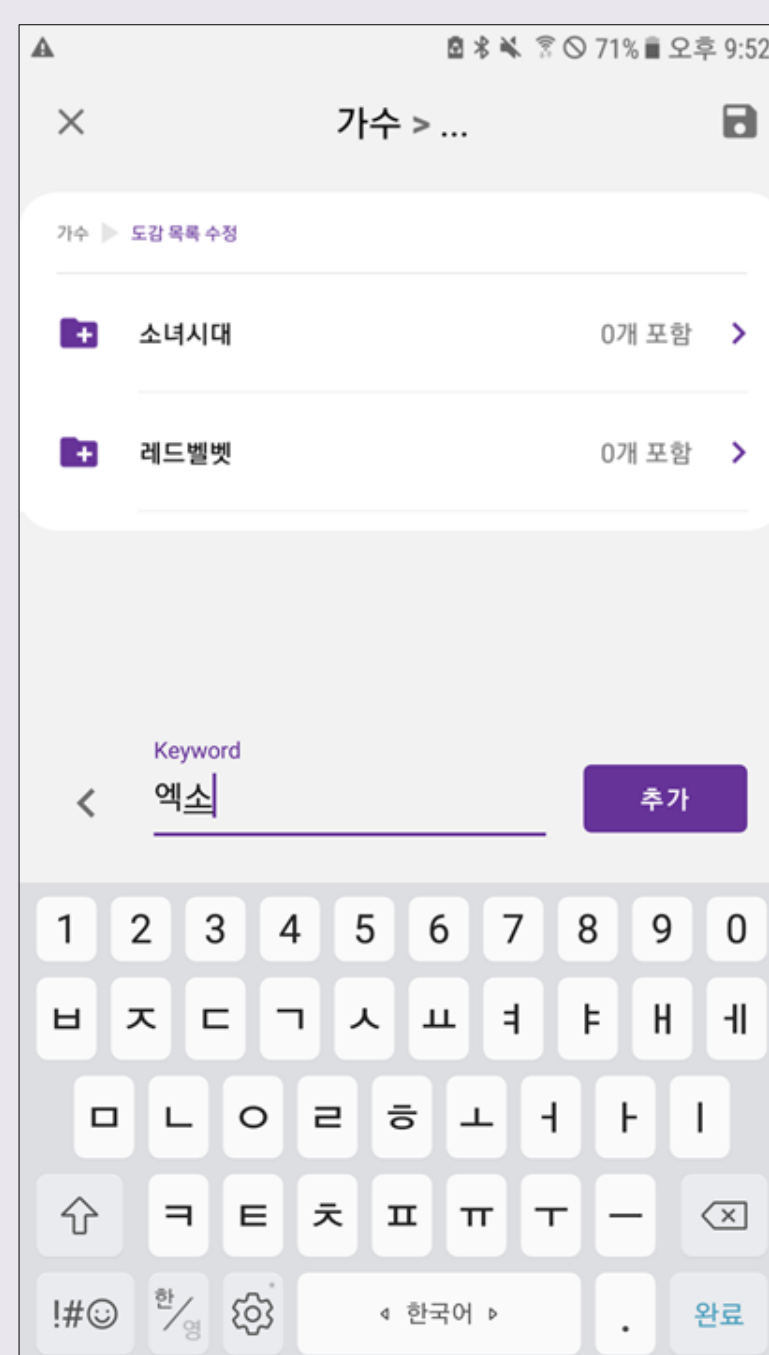 71% 오후 9:52
가수 > ...
가수 ▶ 도감 목록 수정
소녀시대 0개 포함
레드벨벳 0개 포함
Keyword
엑소 추가
1 2 3 4 5 6 7 8 9 0
ㅂ ㅈ ㄷ ㄱ ㅅ ㅛ ㅕ ㅑ ㅐ ㅔ
ㅁ ㄴ ㅇ ㄹ ㅎ ㅗ ㅓ ㅏ ㅣ
ㅋ ㅌ ㅊ ㅍ ㅠ ㅜ ㅡ
!#☺ 한/영 한국어 . 완료